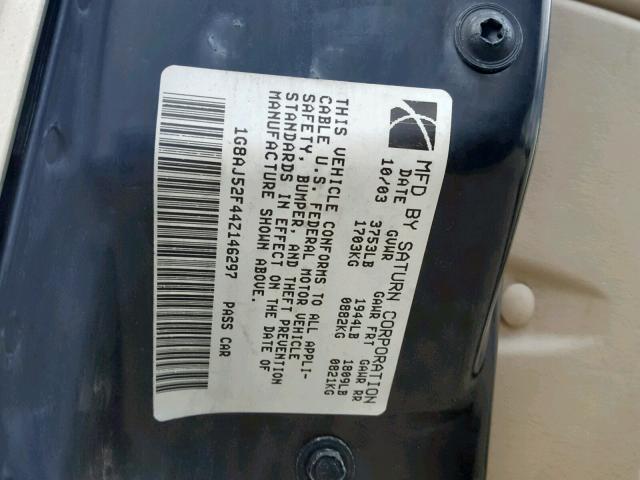 MFD BY SATURN CORPORATION
DATE GVWR GAWR FRT GAWR RR
10/03 3753LB 1944LB 1809LB
1703KG 0882KG 0821KG
THIS VEHICLE CONFORMS TO ALL APPLI-
CABLE U.S. FEDERAL MOTOR VEHICLE
SAFETY, BUMPER, AND THEFT PREVENTION
STANDARDS IN EFFECT ON THE DATE OF
MANUFACTURE SHOWN ABOVE.
1G8AJ52F44Z146297 PASS CAR